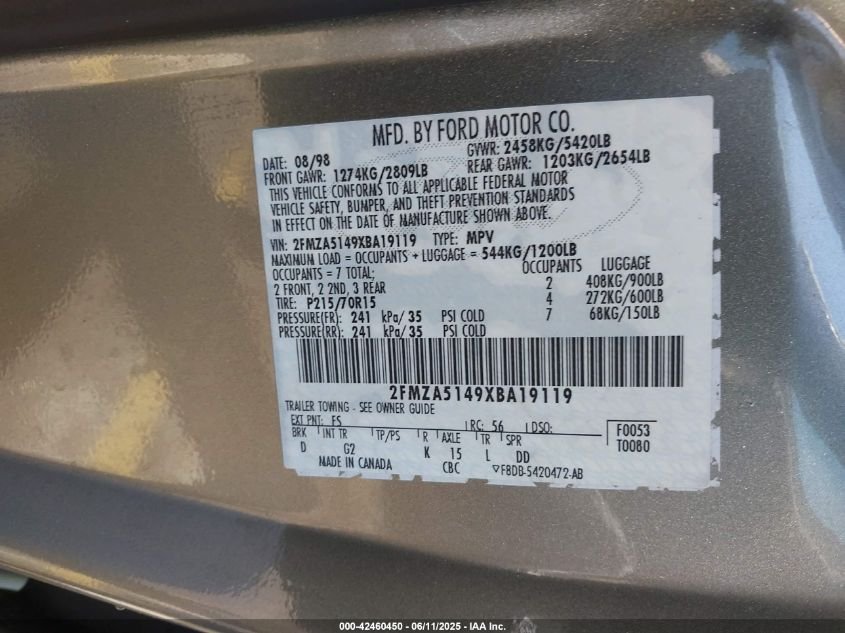 MFD. BY FORD MOTOR CO.
DATE: 08/98 GVWR: 2458KG/5420LB
FRONT GAWR: 1274KG/2809LB REAR GAWR: 1203KG/2654LB
THIS VEHICLE CONFORMS TO ALL APPLICABLE FEDERAL MOTOR
VEHICLE SAFETY, BUMPER, AND THEFT PREVENTION STANDARDS
IN EFFECT ON THE DATE OF MANUFACTURE SHOWN ABOVE.
VIN: 2FMZA5149XBA19119 TYPE: MPV
MAXIMUM LOAD = OCCUPANTS + LUGGAGE = 544KG/1200LB
OCCUPANTS = 7 TOTAL; OCCUPANTS LUGGAGE
2 FRONT, 2 2ND, 3 REAR 2 408KG/900LB
TIRE: P215/70R15 4 272KG/600LB
PRESSURE(FR): 241 kPa/ 35 PSI COLD 7 68KG/150LB
PRESSURE(RR): 241 kPa/ 35 PSI COLD
2FMZA5149XBA19119
TRAILER TOWING - SEE OWNER GUIDE
EXT PNT: FS RC: 56 DSO: F0053
BRK INT TR TP/PS R AXLE TR SPR T0080
D G2 K 15 L DD
MADE IN CANADA CBC F8DB-5420472-AB
000-42460450 - 06/11/2025 - IAA Inc.